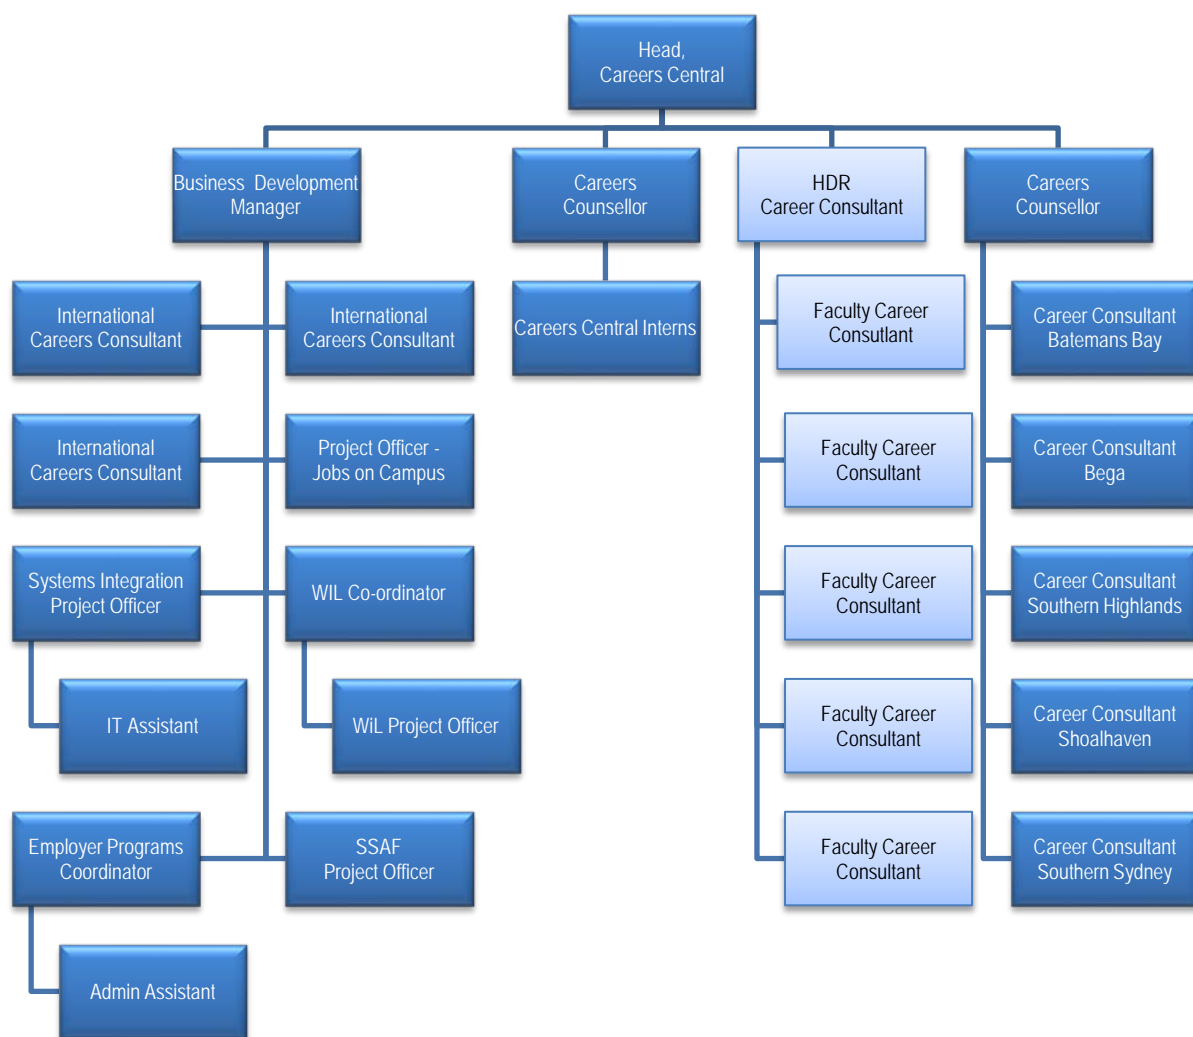 Head,
Careers Central
Business  Development
Manager
Careers
Counsellor
HDR
Career Consultant
Careers
Counsellor
International
Careers Consultant
International
Careers Consultant
Careers Central Interns
Faculty Career
Consutlant
Career Consultant
Batemans Bay
International
Careers Consultant
Project Officer -
Jobs on Campus
Faculty Career
Consultant
Career Consultant
Bega
Systems Integration
Project Officer
WIL Co-ordinator
Faculty Career
Consultant
Career Consultant
Southern Highlands
IT Assistant
WiL Project Officer
Faculty Career
Consultant
Career Consultant
Shoalhaven
Employer Programs
Coordinator
SSAF
Project Officer
Faculty Career
Consultant
Career Consultant
Southern Sydney
Admin Assistant